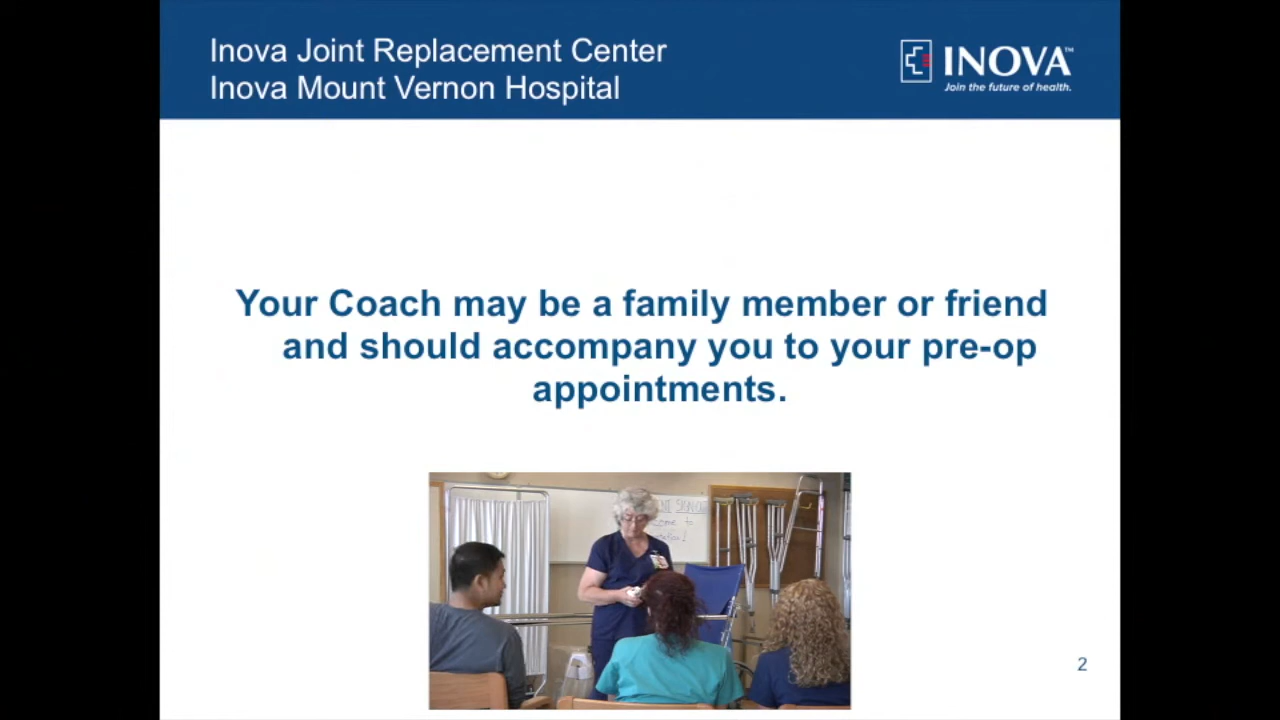 Inova Joint Replacement Center
Inova Mount Vernon Hospital
INOVA™
Join the future of health.
Your Coach may be a family member or friend
and should accompany you to your pre-op
appointments.
2